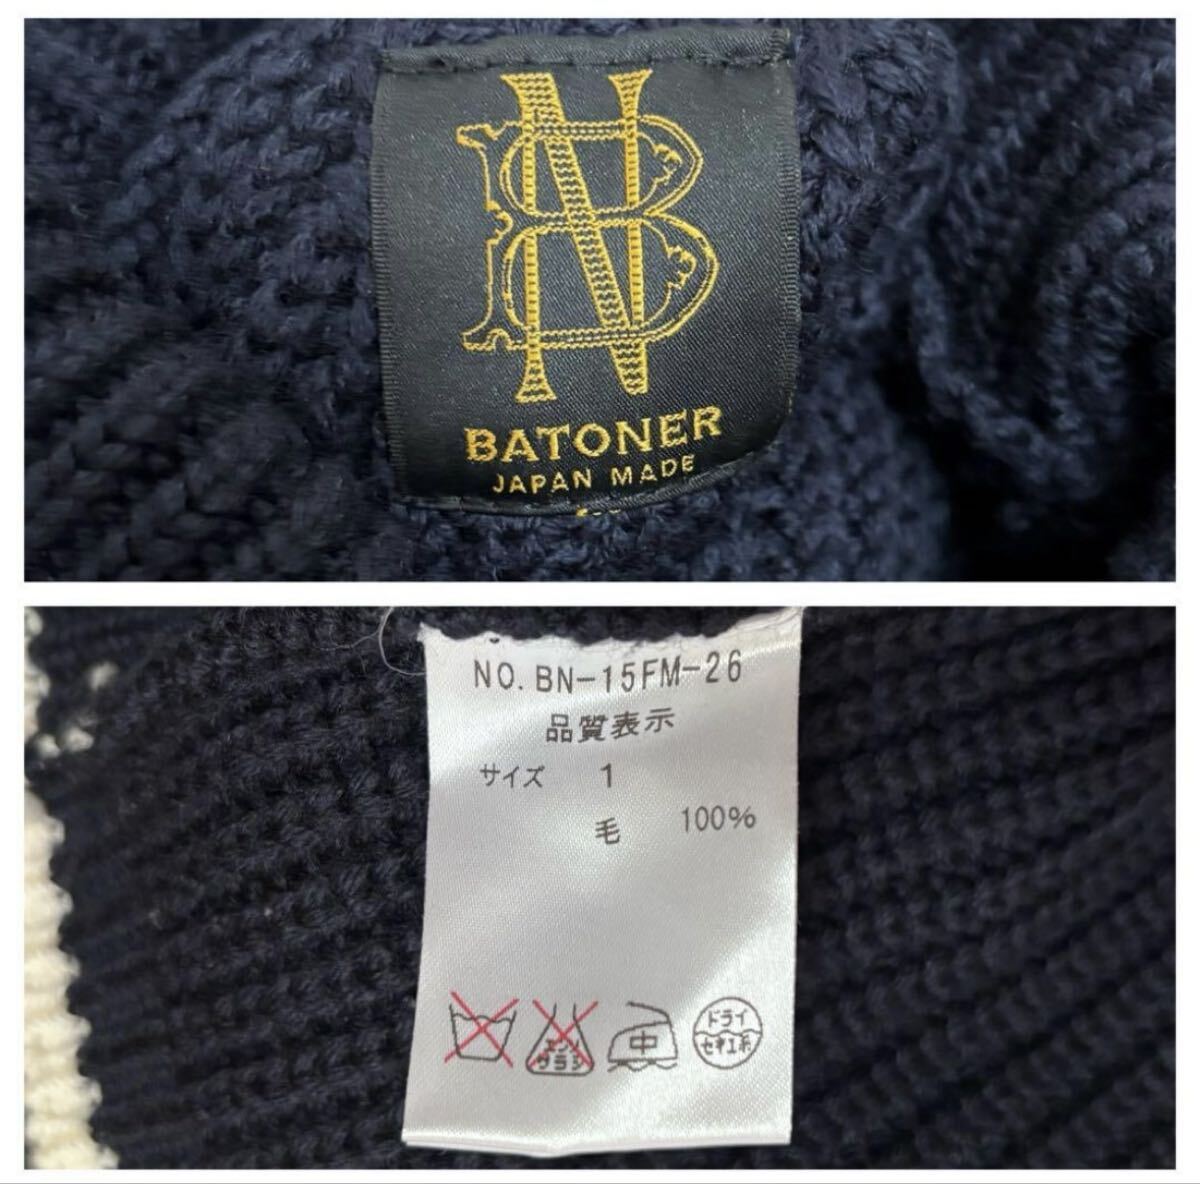 BN
BATONER
JAPAN MADE
NO.BN-15FM-26
品質表示
サイズ 1
毛 100%
エンソ
サラシ
中
ドライ
セキユ系